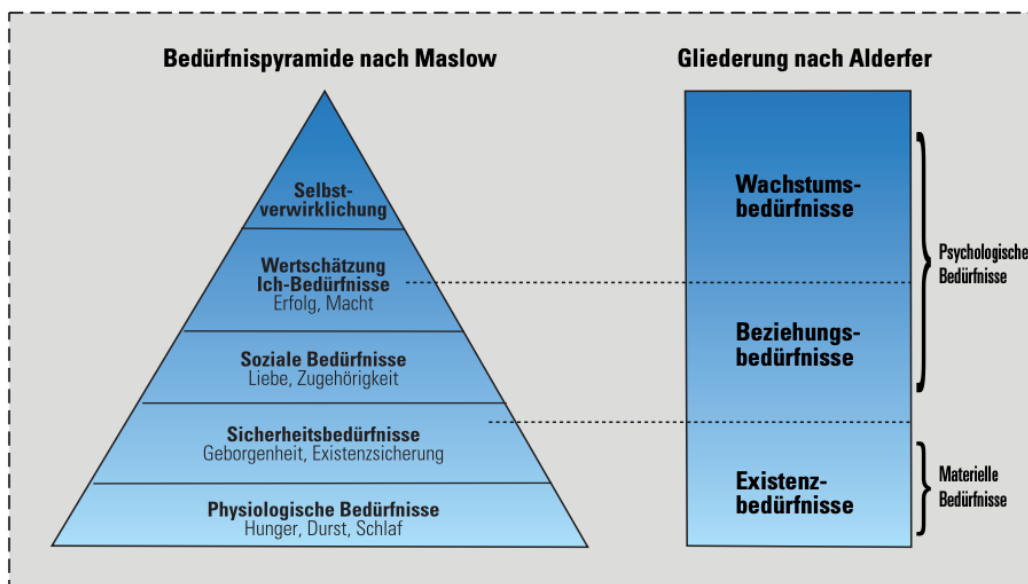 Bedürfnispyramide nach Maslow
Selbst-
verwirklichung
Wertschätzung
Ich-Bedürfnisse
Erfolg, Macht
Soziale Bedürfnisse
Liebe, Zugehörigkeit
Sicherheitsbedürfnisse
Geborgenheit, Existenzsicherung
Physiologische Bedürfnisse
Hunger, Durst, Schlaf
Gliederung nach Alderfer
Wachstums-
bedürfnisse
Beziehungs-
bedürfnisse
Existenz-
bedürfnisse
Psychologische
Bedürfnisse
Materielle
Bedürfnisse